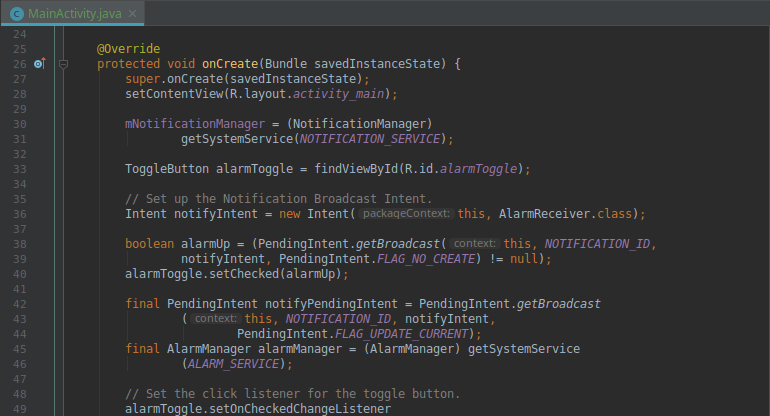 MainActivity.java
24
25 @Override
26 protected void onCreate(Bundle savedInstanceState) {
27 super.onCreate(savedInstanceState);
28 setContentView(R.layout.activity_main);
29
30 mNotificationManager = (NotificationManager)
31 getSystemService(NOTIFICATION_SERVICE);
32
33 ToggleButton alarmToggle = findViewById(R.id.alarmToggle);
34
35 // Set up the Notification Broadcast Intent.
36 Intent notifyIntent = new Intent( packageContext: this, AlarmReceiver.class);
37
38 boolean alarmUp = (PendingIntent.getBroadcast( context: this, NOTIFICATION_ID,
39 notifyIntent, PendingIntent.FLAG_NO_CREATE) != null);
40 alarmToggle.setChecked(alarmUp);
41
42 final PendingIntent notifyPendingIntent = PendingIntent.getBroadcast
43 ( context: this, NOTIFICATION_ID, notifyIntent,
44 PendingIntent.FLAG_UPDATE_CURRENT);
45 final AlarmManager alarmManager = (AlarmManager) getSystemService
46 (ALARM_SERVICE);
47
48 // Set the click listener for the toggle button.
49 alarmToggle.setOnCheckedChangeListener